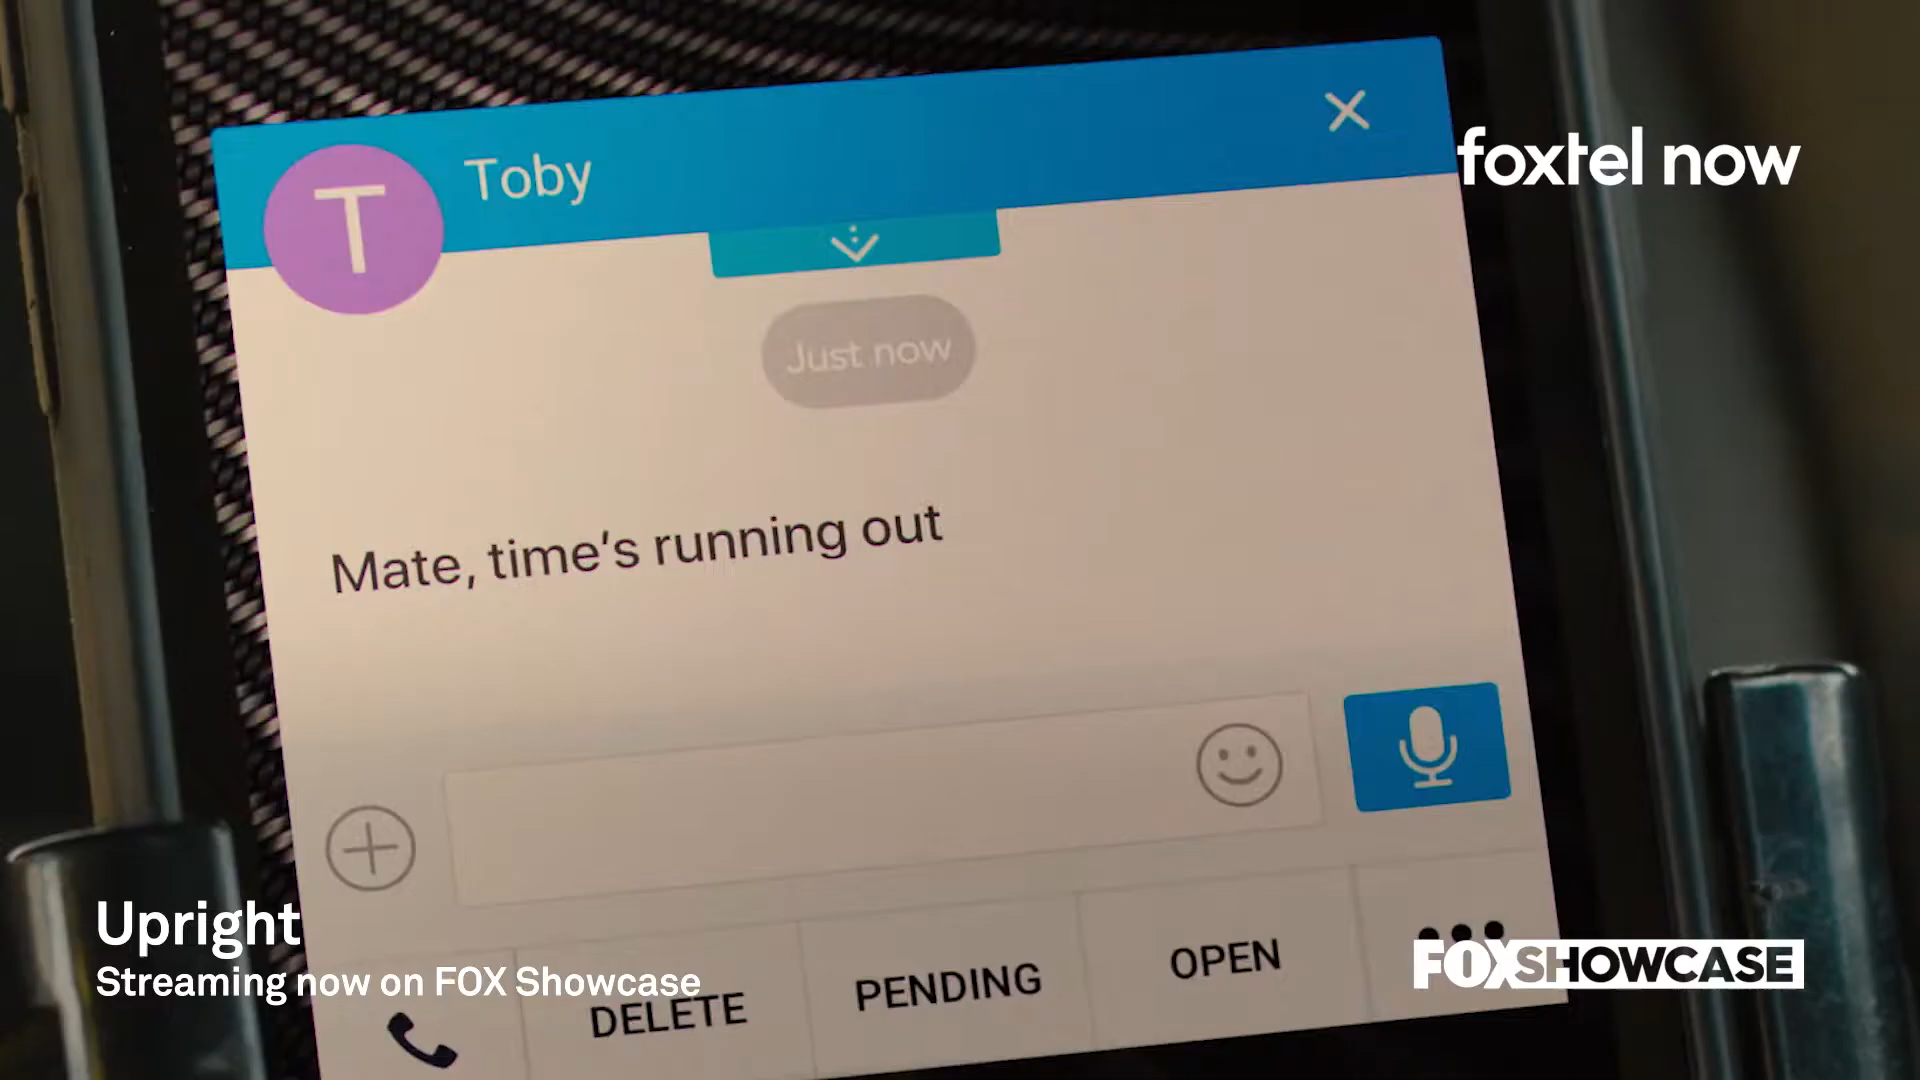 Toby
foxtel now
T
Just now
Mate, time's running out
Upright
Streaming now on FOX Showcase
FOXSHOWCASE
DELETE
PENDING
OPEN